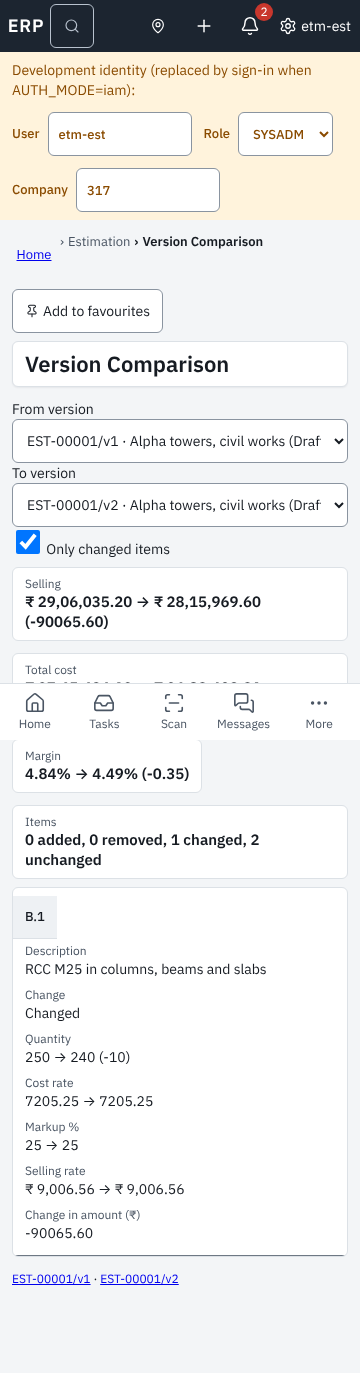 ERP
2
etm-est
Development identity (replaced by sign-in when
AUTH_MODE=iam):
User
etm-est
Role
SYSADM
Company
317
Home
› Estimation › Version Comparison
Add to favourites
Version Comparison
From version
EST-00001/v1 · Alpha towers, civil works (Draf
To version
EST-00001/v2 · Alpha towers, civil works (Draf
Only changed items
Selling
₹ 29,06,035.20 → ₹ 28,15,969.60
(-90065.60)
Total cost
Home
Tasks
Scan
Messages
More
Margin
4.84% → 4.49% (-0.35)
Items
0 added, 0 removed, 1 changed, 2
unchanged
B.1
Description
RCC M25 in columns, beams and slabs
Change
Changed
Quantity
250 → 240 (-10)
Cost rate
7205.25 → 7205.25
Markup %
25 → 25
Selling rate
₹ 9,006.56 → ₹ 9,006.56
Change in amount (₹)
-90065.60
EST-00001/v1 · EST-00001/v2